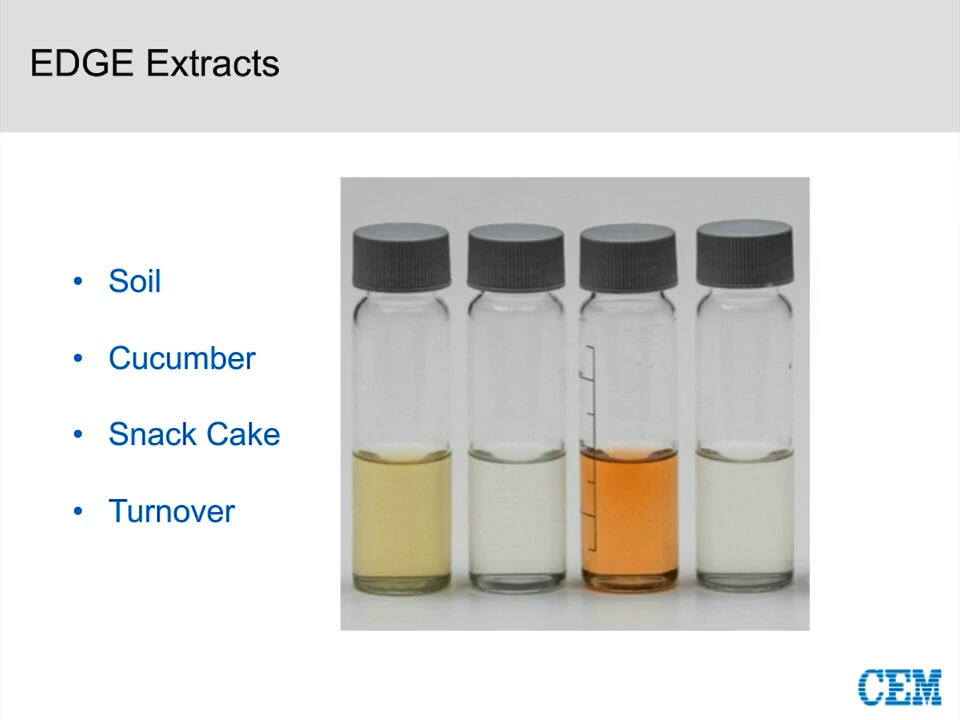 EDGE Extracts
• Soil
• Cucumber
• Snack Cake
• Turnover
CEM